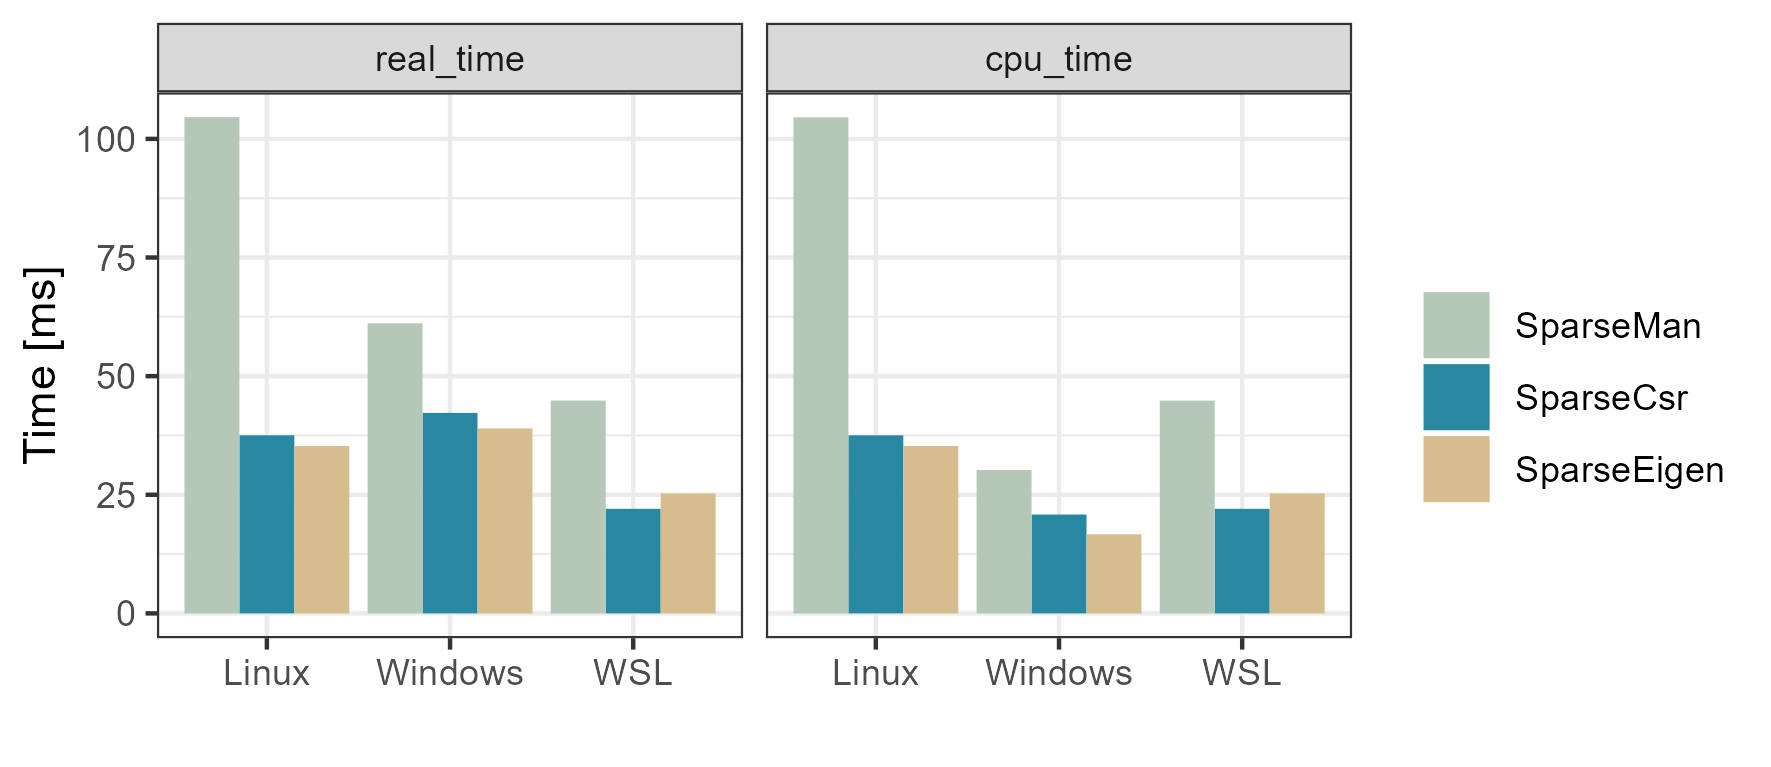 real_time
cpu_time
Time [ms]
100
75
50
25
0
Linux
Windows
WSL
Linux
Windows
WSL
SparseMan
SparseCsr
SparseEigen